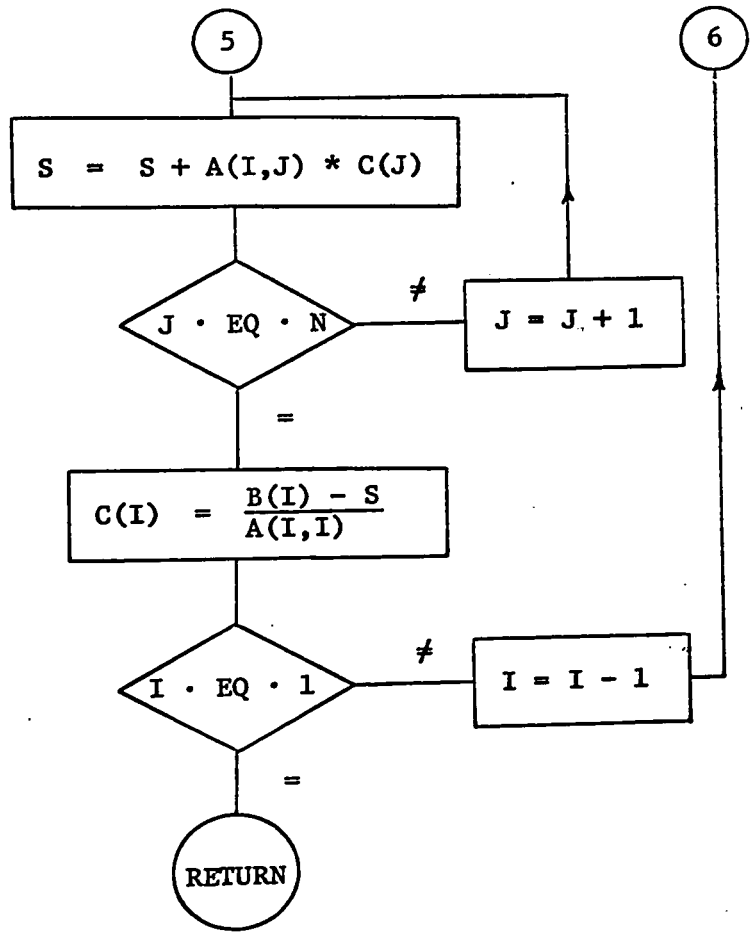 5
6
S = S + A(I,J) * C(J)
J · EQ · N
≠
J = J + 1
=
C(I) = B(I) - S
A(I,I)
I · EQ · 1
≠
I = I - 1
=
RETURN